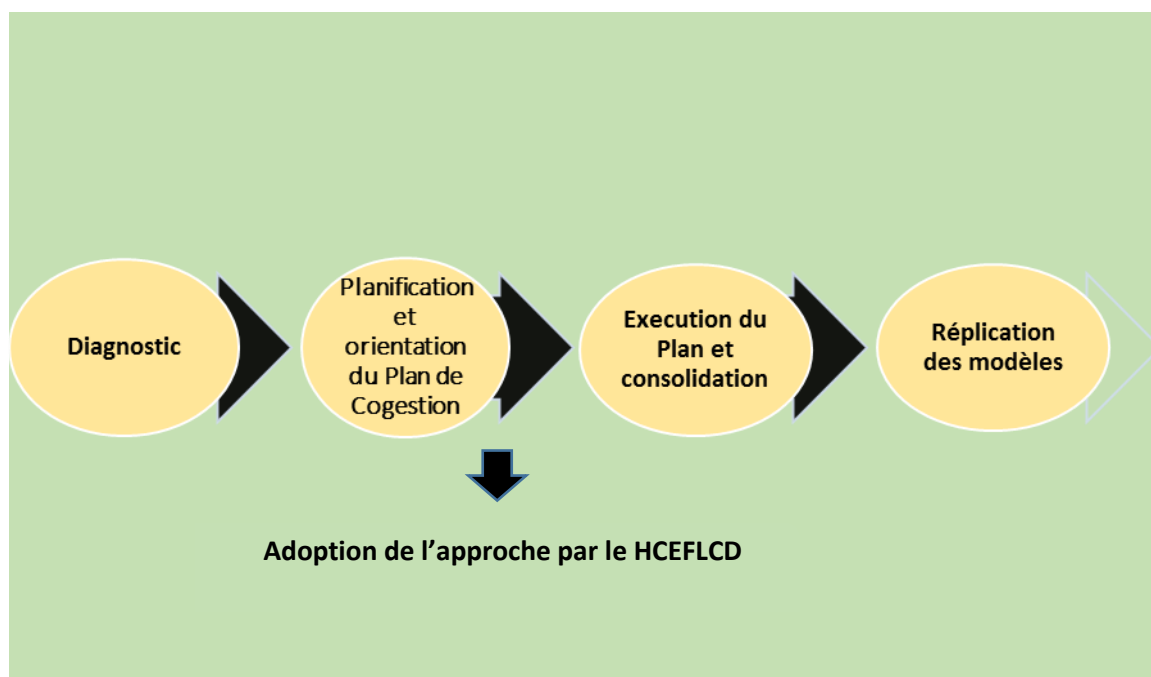 Diagnostic
Planification
et
orientation
du Plan de
Cogestion
Execution du
Plan et
consolidation
Réplication
des modèles
Adoption de l’approche par le HCEFLCD